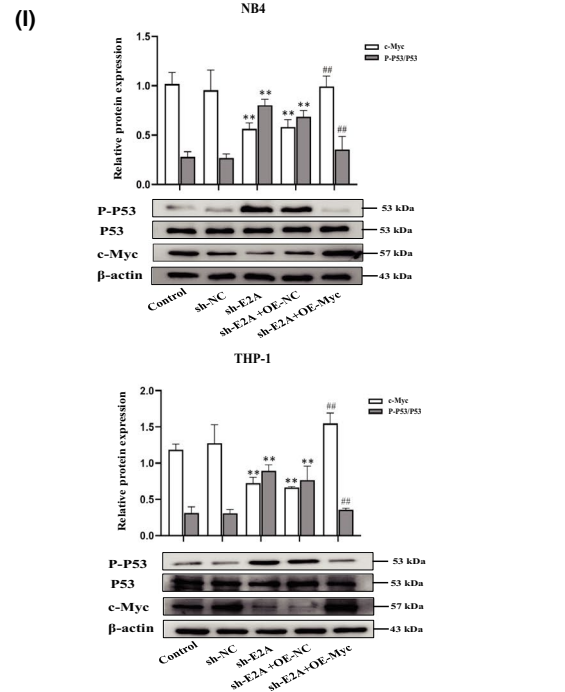 (I)
NB4
Relative protein expression
1.5
1.0
0.5
0.0
c-Myc
P-P53/P53
** ** ** ** ## ##
P-P53 53 kDa
P53 53 kDa
c-Myc 57 kDa
β-actin 43 kDa
Control sh-NC sh-E2A sh-E2A +OE-NC sh-E2A+OE-Myc
THP-1
Relative protein expression
2.0
1.5
1.0
0.5
0.0
c-Myc
P-P53/P53
** ** ** ** ## ##
P-P53 53 kDa
P53 53 kDa
c-Myc 57 kDa
β-actin 43 kDa
Control sh-NC sh-E2A sh-E2A +OE-NC sh-E2A+OE-Myc